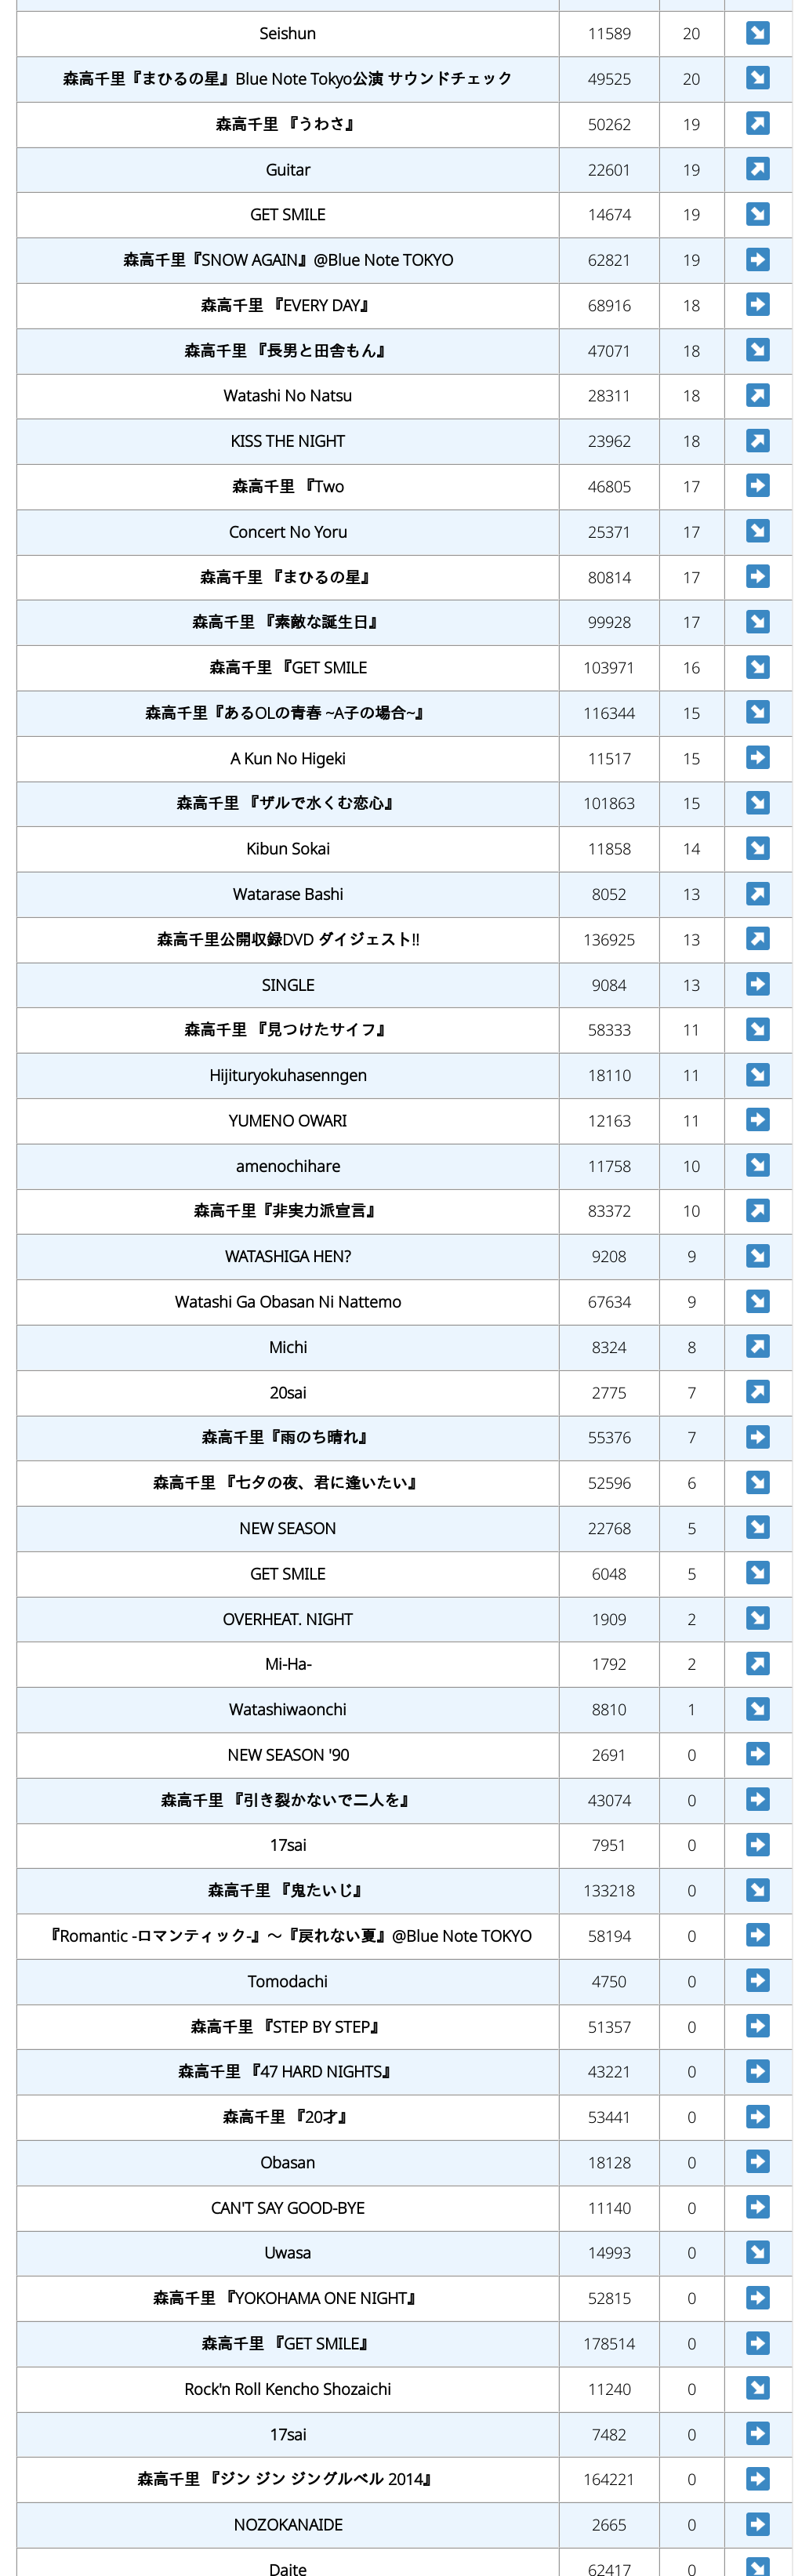 Seishun 11589 20
森高千里『まひるの星』Blue Note Tokyo公演 サウンドチェック 49525 20
森高千里 『うわさ』 50262 19
Guitar 22601 19
GET SMILE 14674 19
森高千里『SNOW AGAIN』@Blue Note TOKYO 62821 19
森高千里 『EVERY DAY』 68916 18
森高千里 『長男と田舎もん』 47071 18
Watashi No Natsu 28311 18
KISS THE NIGHT 23962 18
森高千里 『Two 46805 17
Concert No Yoru 25371 17
森高千里 『まひるの星』 80814 17
森高千里 『素敵な誕生日』 99928 17
森高千里 『GET SMILE 103971 16
森高千里『あるOLの青春 ~A子の場合~』 116344 15
A Kun No Higeki 11517 15
森高千里 『ザルで水くむ恋心』 101863 15
Kibun Sokai 11858 14
Watarase Bashi 8052 13
森高千里公開収録DVD ダイジェスト!! 136925 13
SINGLE 9084 13
森高千里 『見つけたサイフ』 58333 11
Hijituryokuhasenngen 18110 11
YUMENO OWARI 12163 11
amenochihare 11758 10
森高千里『非実力派宣言』 83372 10
WATASHIGA HEN? 9208 9
Watashi Ga Obasan Ni Nattemo 67634 9
Michi 8324 8
20sai 2775 7
森高千里『雨のち晴れ』 55376 7
森高千里 『七夕の夜、君に逢いたい』 52596 6
NEW SEASON 22768 5
GET SMILE 6048 5
OVERHEAT. NIGHT 1909 2
Mi-Ha- 1792 2
Watashiwaonchi 8810 1
NEW SEASON '90 2691 0
森高千里 『引き裂かないで二人を』 43074 0
17sai 7951 0
森高千里 『鬼たいじ』 133218 0
『Romantic -ロマンティック-』〜『戻れない夏』@Blue Note TOKYO 58194 0
Tomodachi 4750 0
森高千里 『STEP BY STEP』 51357 0
森高千里 『47 HARD NIGHTS』 43221 0
森高千里 『20才』 53441 0
Obasan 18128 0
CAN'T SAY GOOD-BYE 11140 0
Uwasa 14993 0
森高千里 『YOKOHAMA ONE NIGHT』 52815 0
森高千里 『GET SMILE』 178514 0
Rock'n Roll Kencho Shozaichi 11240 0
17sai 7482 0
森高千里 『ジン ジン ジングルベル 2014』 164221 0
NOZOKANAIDE 2665 0
Daite 62417 0